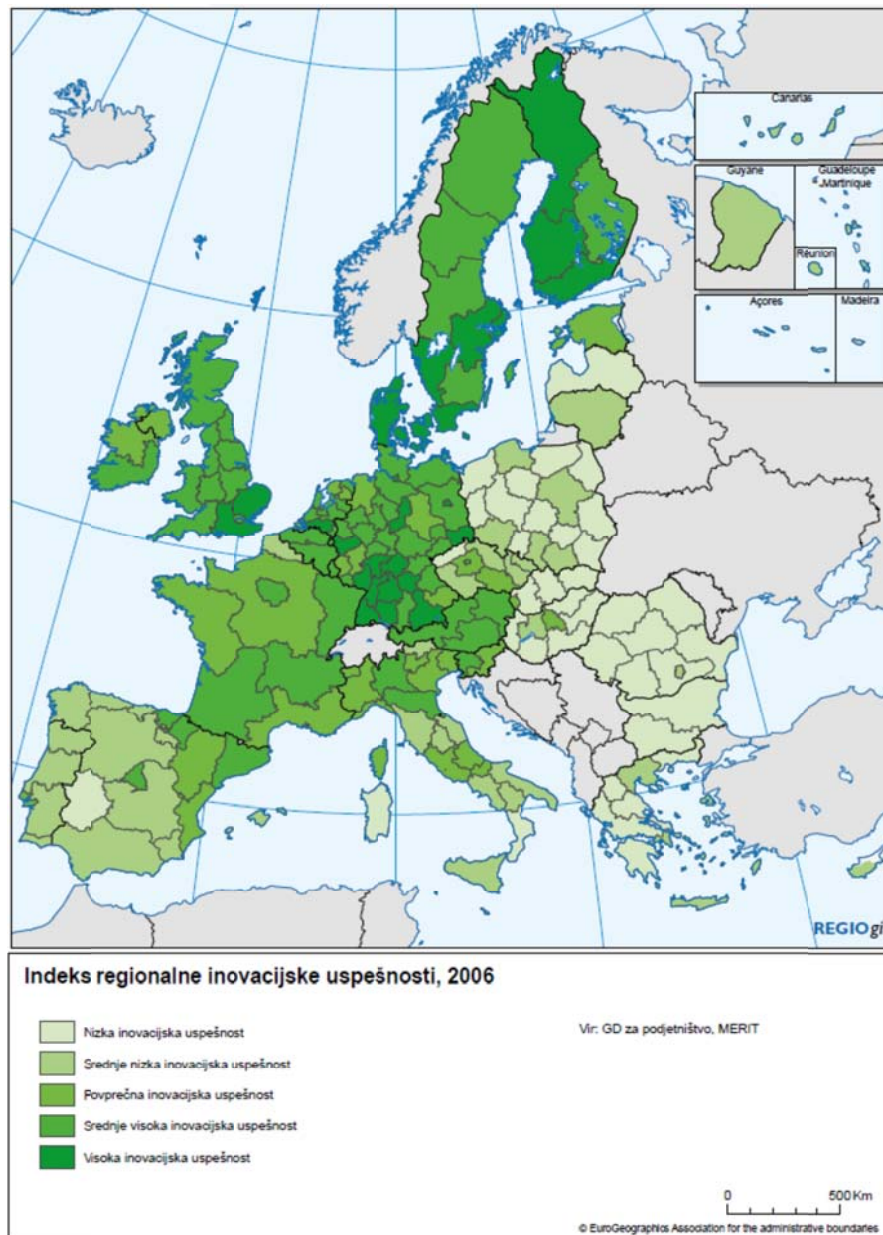 Canarias
Guyane
Guadeloupe
Martinique
Réunion
Açores
Madeira
REGIOgi
Indeks regionalne inovacijske uspešnosti, 2006
Nizka inovacijska uspešnost
Vir: GD za podjetništvo, MERIT
Srednje nizka inovacijska uspešnost
Povprečna inovacijska uspešnost
Srednje visoka inovacijska uspešnost
Visoka inovacijska uspešnost
0 500 Km
© EuroGeographics Association for the administrative boundaries